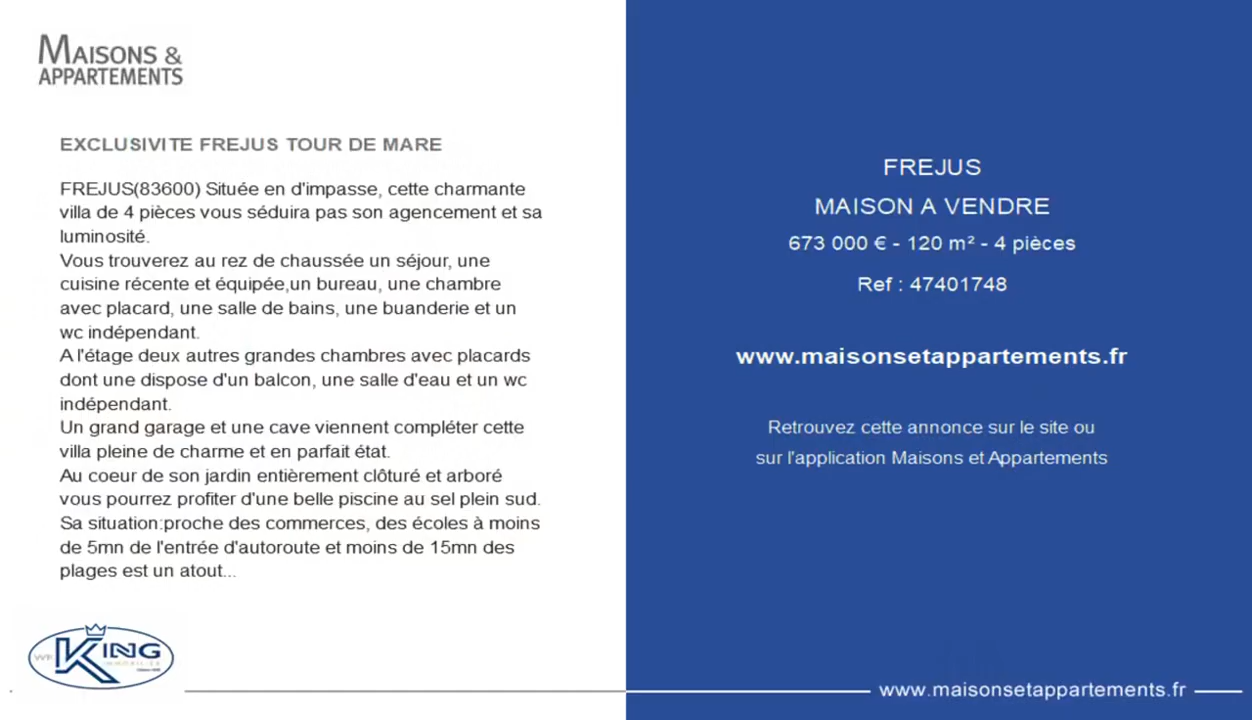 MAISONS &
APPARTEMENTS
EXCLUSIVITE FREJUS TOUR DE MARE
FREJUS(83600) Située en d'impasse, cette charmante
villa de 4 pièces vous séduira pas son agencement et sa
luminosité.
Vous trouverez au rez de chaussée un séjour, une
cuisine récente et équipée,un bureau, une chambre
avec placard, une salle de bains, une buanderie et un
wc indépendant.
A l'étage deux autres grandes chambres avec placards
dont une dispose d'un balcon, une salle d'eau et un wc
indépendant.
Un grand garage et une cave viennent compléter cette
villa pleine de charme et en parfait état.
Au coeur de son jardin entièrement clôturé et arboré
vous pourrez profiter d'une belle piscine au sel plein sud.
Sa situation:proche des commerces, des écoles à moins
de 5mn de l'entrée d'autoroute et moins de 15mn des
plages est un atout...
KING
IMMOBILIER
FREJUS
MAISON A VENDRE
673 000 € - 120 m² - 4 pièces
Ref : 47401748
www.maisonsetappartements.fr
Retrouvez cette annonce sur le site ou
sur l'application Maisons et Appartements
www.maisonsetappartements.fr